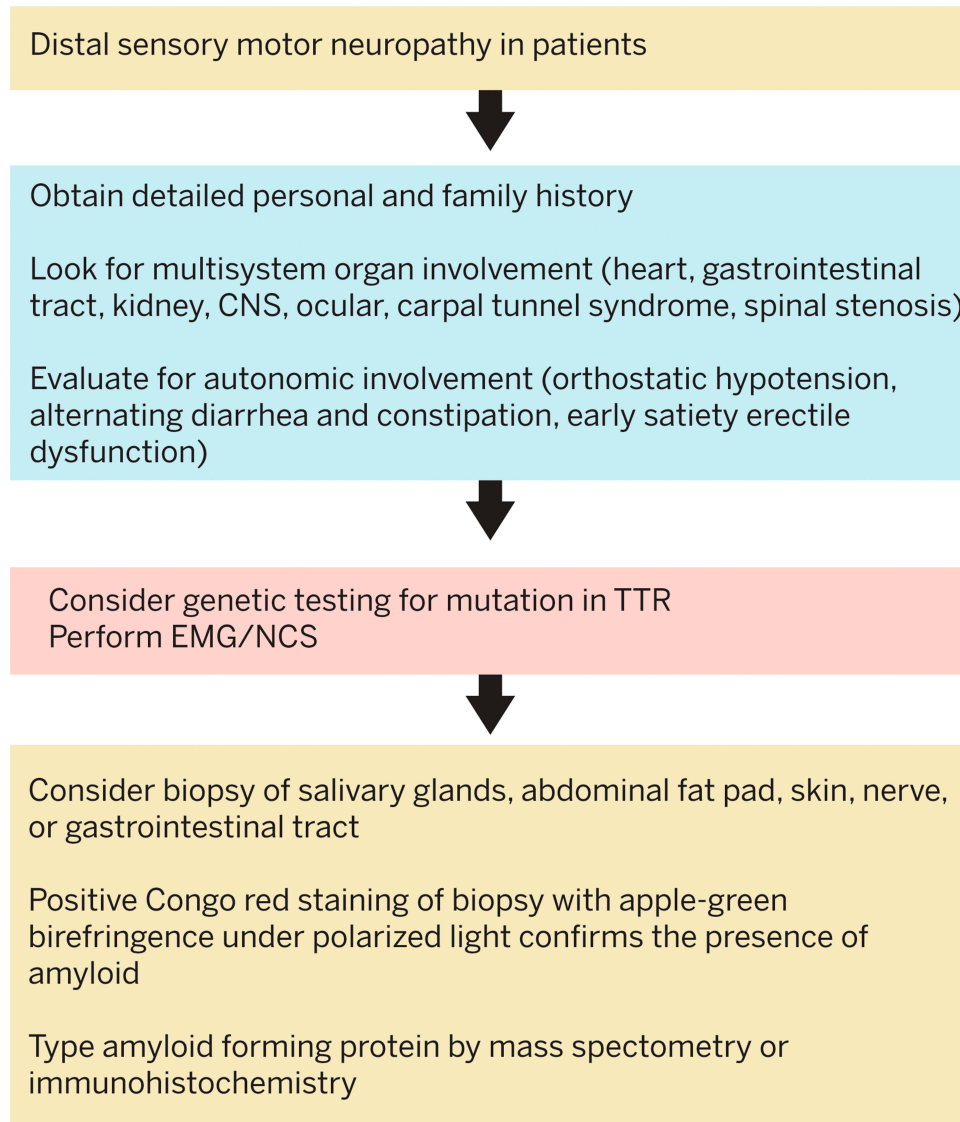 Distal sensory motor neuropathy in patients
Obtain detailed personal and family history
Look for multisystem organ involvement (heart, gastrointestinal
tract, kidney, CNS, ocular, carpal tunnel syndrome, spinal stenosis)
Evaluate for autonomic involvement (orthostatic hypotension,
alternating diarrhea and constipation, early satiety erectile
dysfunction)
Consider genetic testing for mutation in TTR
Perform EMG/NCS
Consider biopsy of salivary glands, abdominal fat pad, skin, nerve,
or gastrointestinal tract
Positive Congo red staining of biopsy with apple-green
birefringence under polarized light confirms the presence of
amyloid
Type amyloid forming protein by mass spectometry or
immunohistochemistry